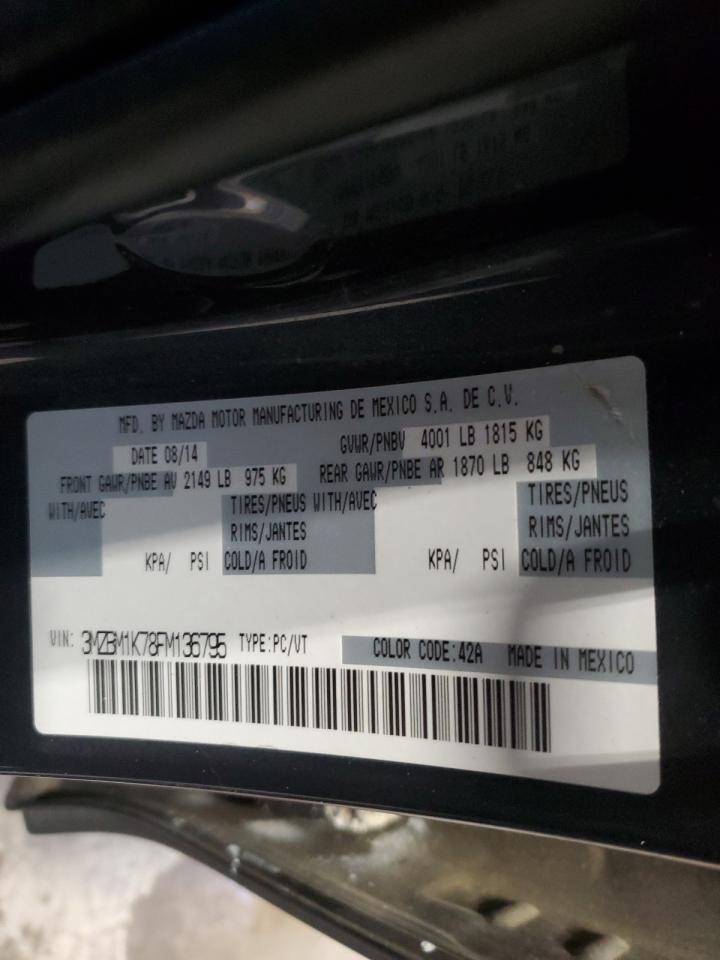 MFD. BY MAZDA MOTOR MANUFACTURING DE MEXICO S.A. DE C.V.
DATE 08/14 GVWR/PNBV 4001 LB 1815 KG
FRONT GAWR/PNBE AV 2149 LB 975 KG REAR GAWR/PNBE AR 1870 LB 848 KG
WITH/AVEC TIRES/PNEUS WITH/AVEC TIRES/PNEUS
RIMS/JANTES RIMS/JANTES
KPA/ PSI COLD/A FROID KPA/ PSI COLD/A FROID
VIN: 3MZBM1K78FM136795 TYPE:PC/VT COLOR CODE:42A MADE IN MEXICO